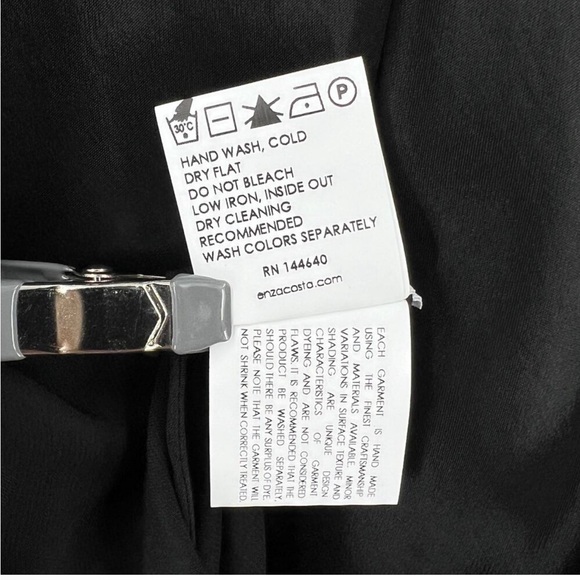 30°C
P
HAND WASH, COLD
DRY FLAT
DO NOT BLEACH
LOW IRON, INSIDE OUT
DRY CLEANING
RECOMMENDED
WASH COLORS SEPARATELY
RN 144640
enzacosta.com
EACH GARMENT IS HAND MADE
USING THE FINEST CRAFTSMANSHIP
AND MATERIALS AVAILABLE. MINOR
VARIATIONS IN SURFACE TEXTURE AND
SHADING ARE UNIQUE DESIGN
CHARACTERISTICS OF GARMENT
DYEING AND ARE NOT CONSIDERED
FLAWS. IT IS RECOMMENDED THAT THE
PRODUCT BE WASHED SEPARATELY,
SHOULD THERE BE ANY SURPLUS OF DYE.
PLEASE NOTE THAT THE GARMENT WILL
NOT SHRINK WHEN CORRECTLY TREATED.